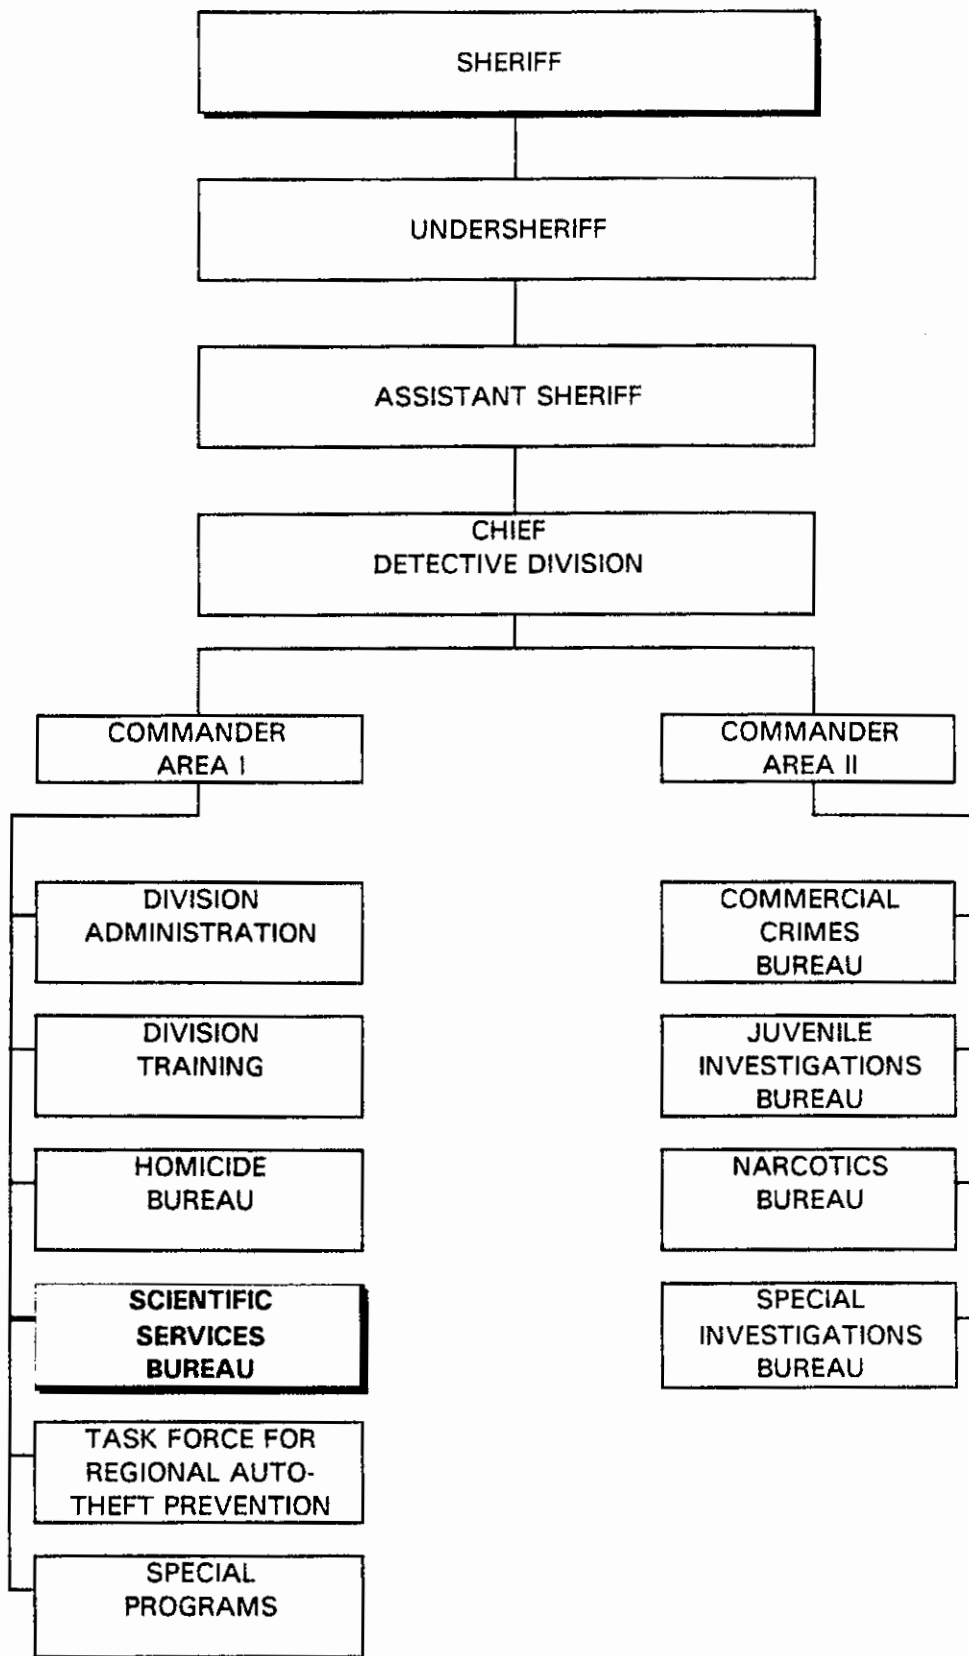 SHERIFF
UNDERSHERIFF
ASSISTANT SHERIFF
CHIEF
DETECTIVE DIVISION
COMMANDER
AREA I
COMMANDER
AREA II
DIVISION
ADMINISTRATION
DIVISION
TRAINING
HOMICIDE
BUREAU
SCIENTIFIC
SERVICES
BUREAU
TASK FORCE FOR
REGIONAL AUTO-
THEFT PREVENTION
SPECIAL
PROGRAMS
COMMERCIAL
CRIMES
BUREAU
JUVENILE
INVESTIGATIONS
BUREAU
NARCOTICS
BUREAU
SPECIAL
INVESTIGATIONS
BUREAU